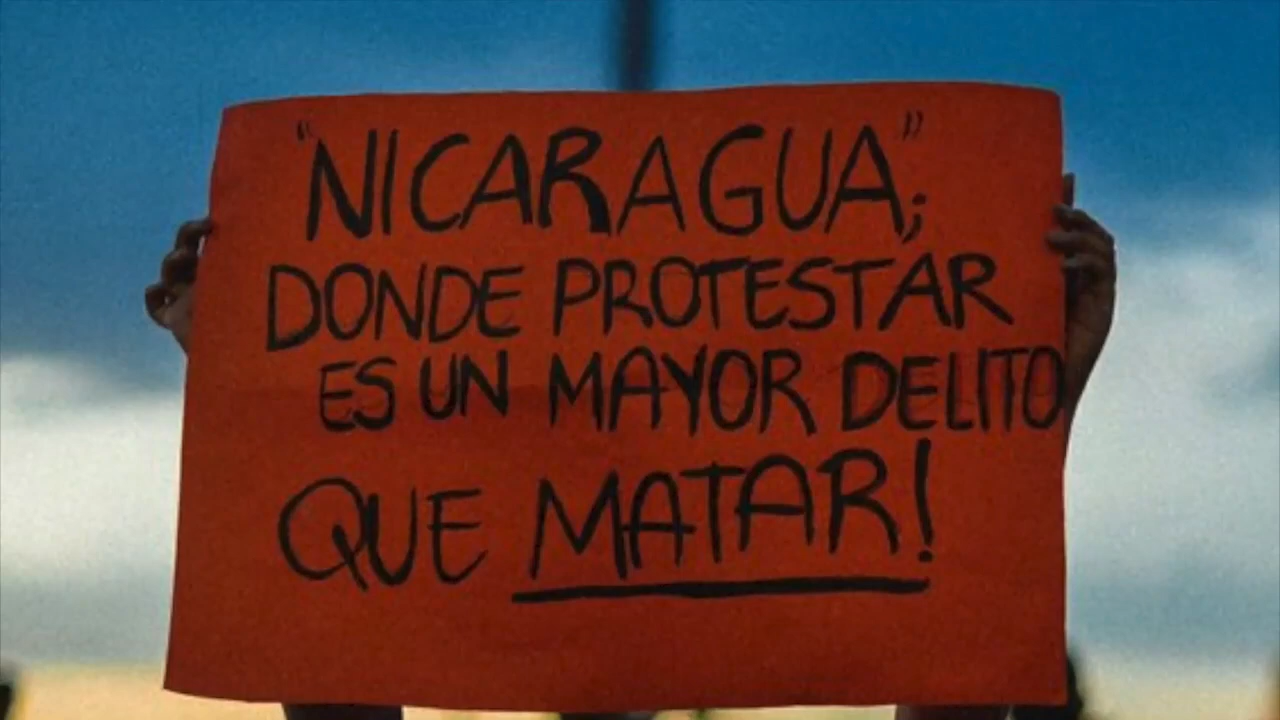 "NICARAGUA";
DONDE PROTESTAR
ES UN MAYOR DELITO
QUE MATAR!